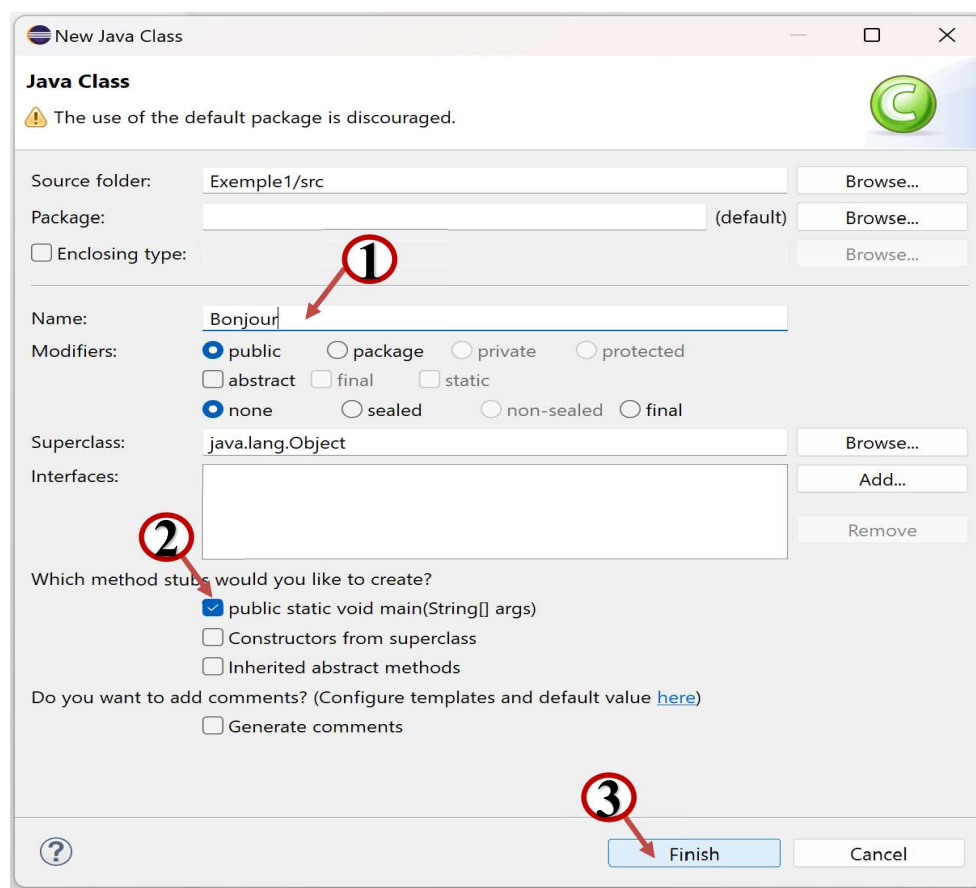 New Java Class
Java Class
The use of the default package is discouraged.
C
Source folder: Exemple1/src Browse...
Package: (default) Browse...
Enclosing type: Browse...
1
Name: Bonjour
Modifiers: public package private protected
abstract final static
none sealed non-sealed final
Superclass: java.lang.Object Browse...
Interfaces: Add...
Remove
2
Which method stubs would you like to create?
public static void main(String[] args)
Constructors from superclass
Inherited abstract methods
Do you want to add comments? (Configure templates and default value here)
Generate comments
3
? Finish Cancel